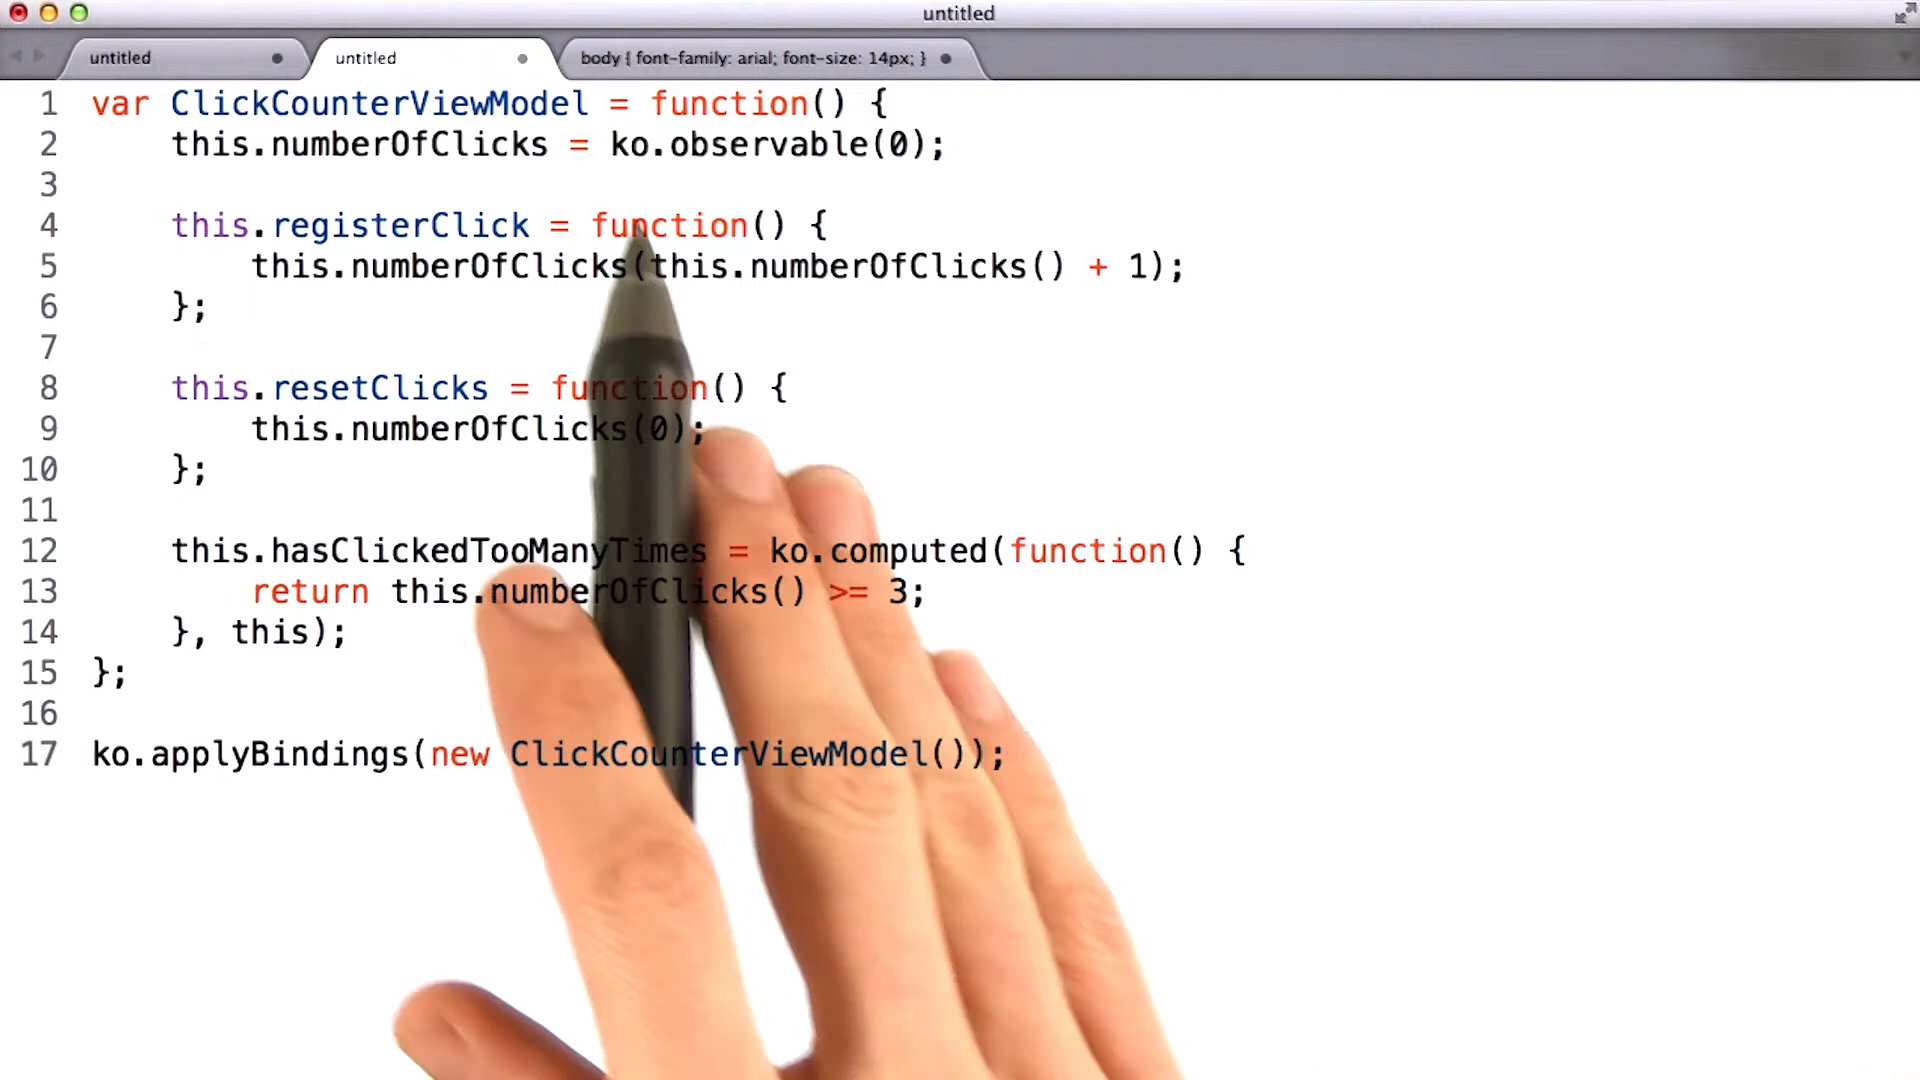 untitled
untitled
untitled
body { font-family: arial; font-size: 14px; }
1 var ClickCounterViewModel = function() {
2 this.numberOfClicks = ko.observable(0);
3
4 this.registerClick = function() {
5 this.numberOfClicks(this.numberOfClicks() + 1);
6 };
7
8 this.resetClicks = function() {
9 this.numberOfClicks(0);
10 };
11
12 this.hasClickedTooManyTimes = ko.computed(function() {
13 return this.numberOfClicks() >= 3;
14 }, this);
15 };
16
17 ko.applyBindings(new ClickCounterViewModel());